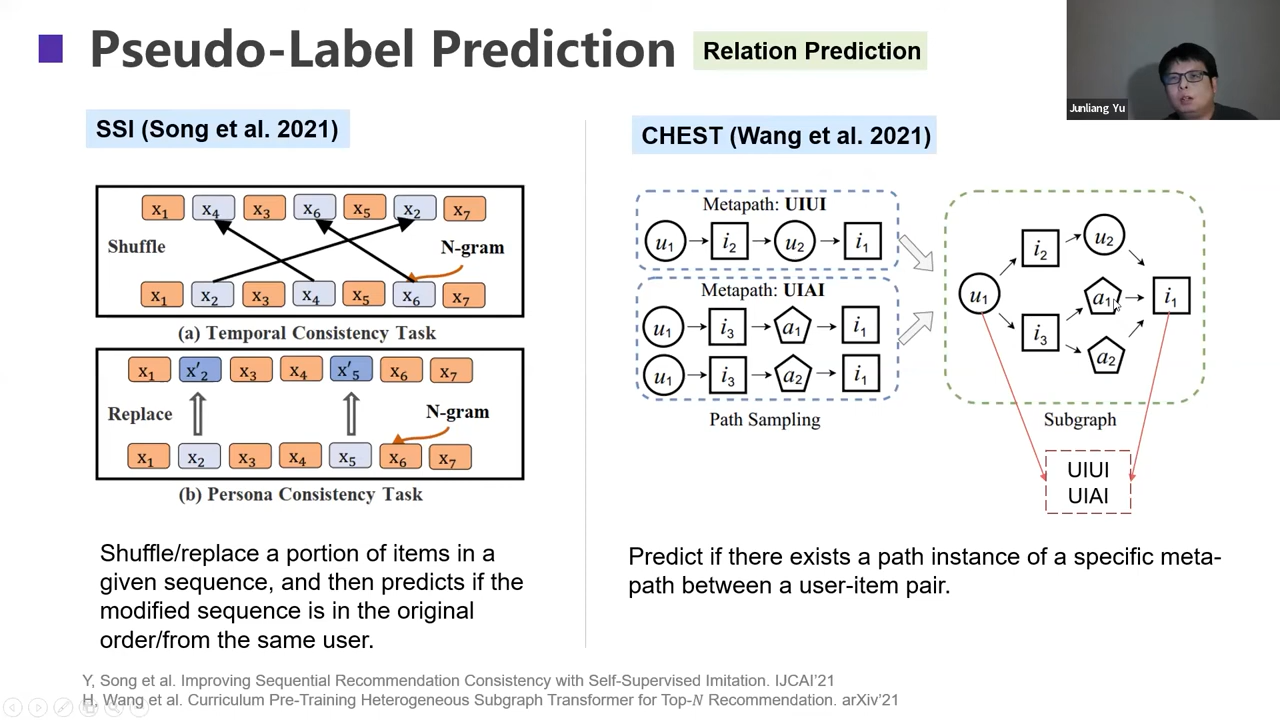 Pseudo-Label Prediction
Relation Prediction
Junliang Yu
SSI (Song et al. 2021)
x1 x4 x3 x6 x5 x2 x7
Shuffle
N-gram
x1 x2 x3 x4 x5 x6 x7
(a) Temporal Consistency Task
x1 x'2 x3 x4 x'5 x6 x7
Replace
N-gram
x1 x2 x3 x4 x5 x6 x7
(b) Persona Consistency Task
Shuffle/replace a portion of items in a
given sequence, and then predicts if the
modified sequence is in the original
order/from the same user.
CHEST (Wang et al. 2021)
Metapath: UIUI
u1 i2 u2 i1
Metapath: UIAI
u1 i3 a1 i1
u1 i3 a2 i1
Path Sampling
u2
i2
u1 a1 i1
i3
a2
Subgraph
UIUI
UIAI
Predict if there exists a path instance of a specific meta-
path between a user-item pair.
Y, Song et al. Improving Sequential Recommendation Consistency with Self-Supervised Imitation. IJCAI'21
H, Wang et al. Curriculum Pre-Training Heterogeneous Subgraph Transformer for Top-N Recommendation. arXiv'21